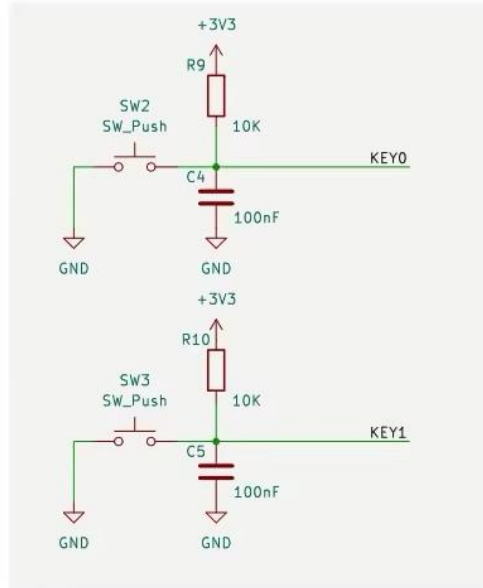 +3V3
R9
SW2
SW_Push
10K
KEY0
C4
100nF
GND
GND
+3V3
R10
SW3
SW_Push
10K
KEY1
C5
100nF
GND
GND